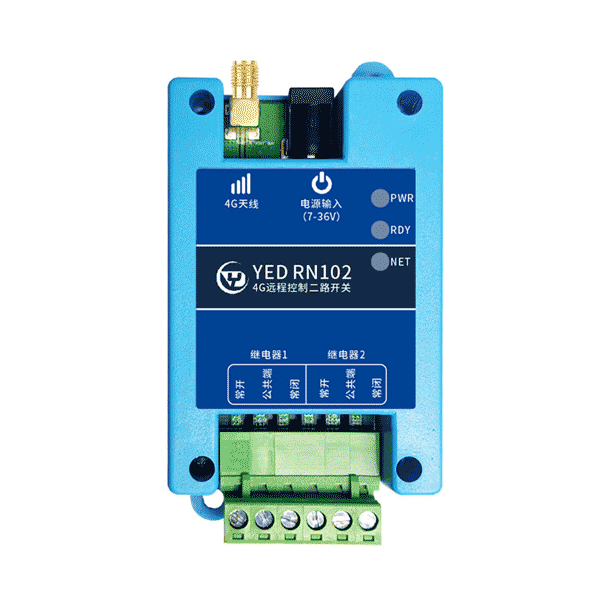 4G天线
电源输入
(7-36V)
PWR
RDY
NET
YED RN102
4G远程控制二路开关
继电器1
继电器2
常开
公共端
常闭
常开
公共端
常闭